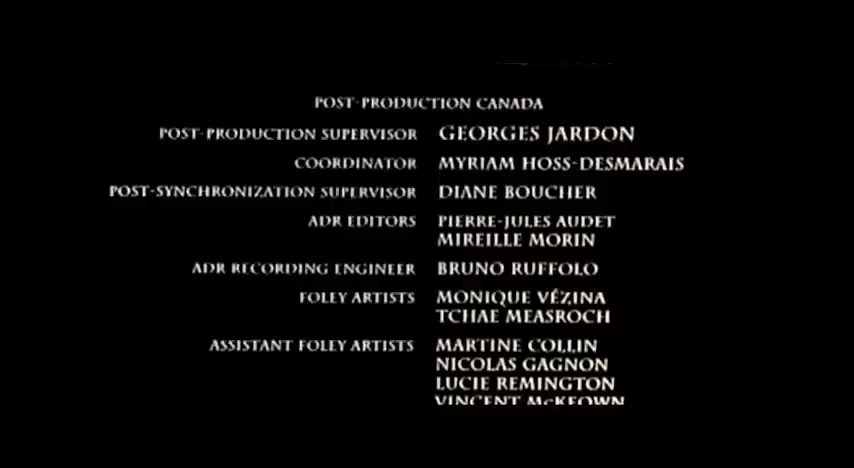 POST-PRODUCTION CANADA
POST-PRODUCTION SUPERVISOR GEORGES JARDON
COORDINATOR MYRIAM HOSS-DESMARAIS
POST-SYNCHRONIZATION SUPERVISOR DIANE BOUCHER
ADR EDITORS PIERRE-JULES AUDET
MIREILLE MORIN
ADR RECORDING ENGINEER BRUNO RUFFOLO
FOLEY ARTISTS MONIQUE VÉZINA
TCHAE MEASROCH
ASSISTANT FOLEY ARTISTS MARTINE COLLIN
NICOLAS GAGNON
LUCIE REMINGTON
VINCENT McKEOWN